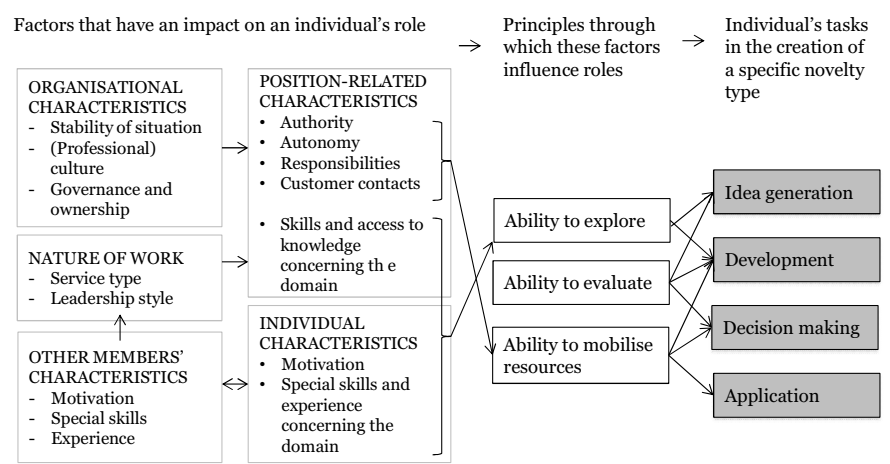 Factors that have an impact on an individual's role
Principles through
which these factors
influence roles
Individual's tasks
in the creation of
a specific novelty
type
ORGANISATIONAL
CHARACTERISTICS
- Stability of situation
- (Professional)
culture
- Governance and
ownership
NATURE OF WORK
- Service type
- Leadership style
OTHER MEMBERS'
CHARACTERISTICS
- Motivation
- Special skills
- Experience
POSITION-RELATED
CHARACTERISTICS
• Authority
• Autonomy
• Responsibilities
• Customer contacts
• Skills and access to
knowledge
concerning th e
domain
INDIVIDUAL
CHARACTERISTICS
• Motivation
• Special skills and
experience
concerning the
domain
Ability to explore
Ability to evaluate
Ability to mobilise
resources
Idea generation
Development
Decision making
Application